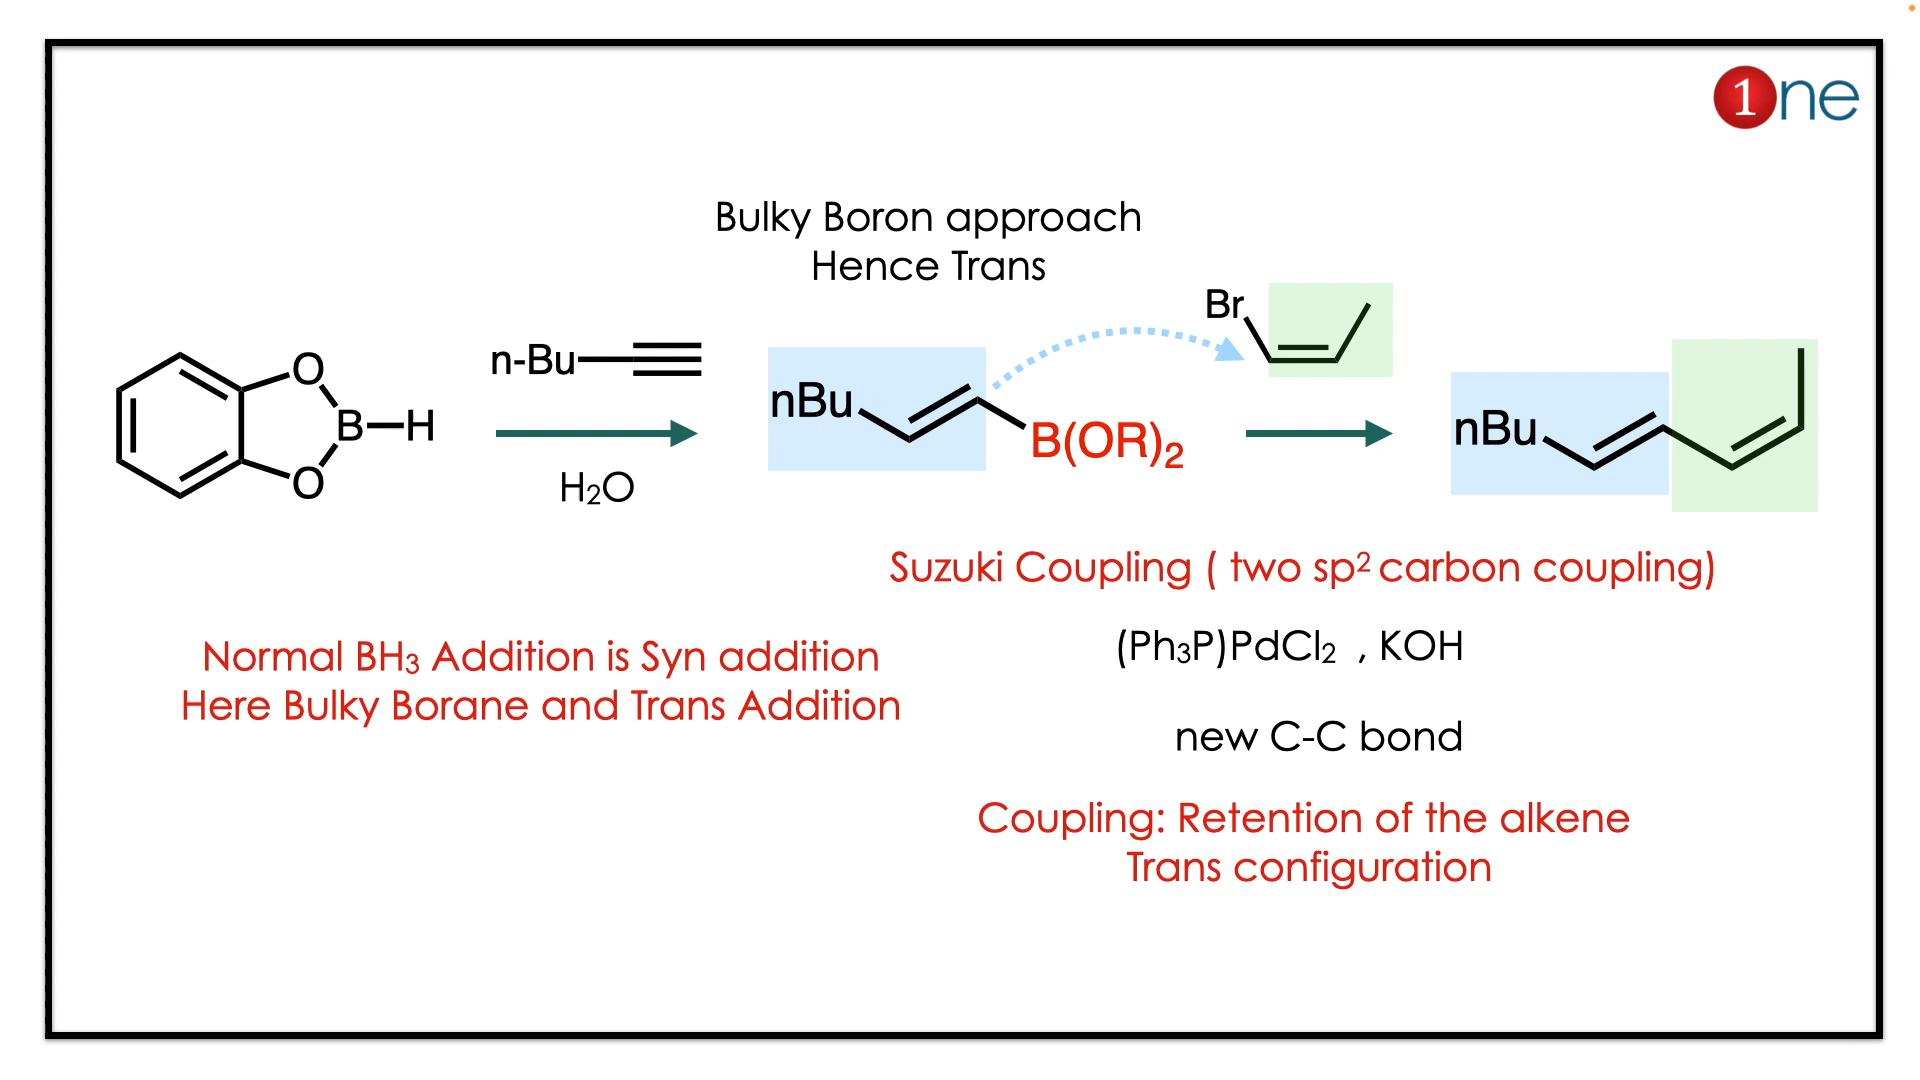 1ne
Bulky Boron approach
Hence Trans
Br
n-Bu
O
B-H
O
H₂O
nBu
B(OR)₂
nBu
Suzuki Coupling ( two sp² carbon coupling)
Normal BH₃ Addition is Syn addition
Here Bulky Borane and Trans Addition
(Ph₃P)PdCl₂ , KOH
new C-C bond
Coupling: Retention of the alkene
Trans configuration